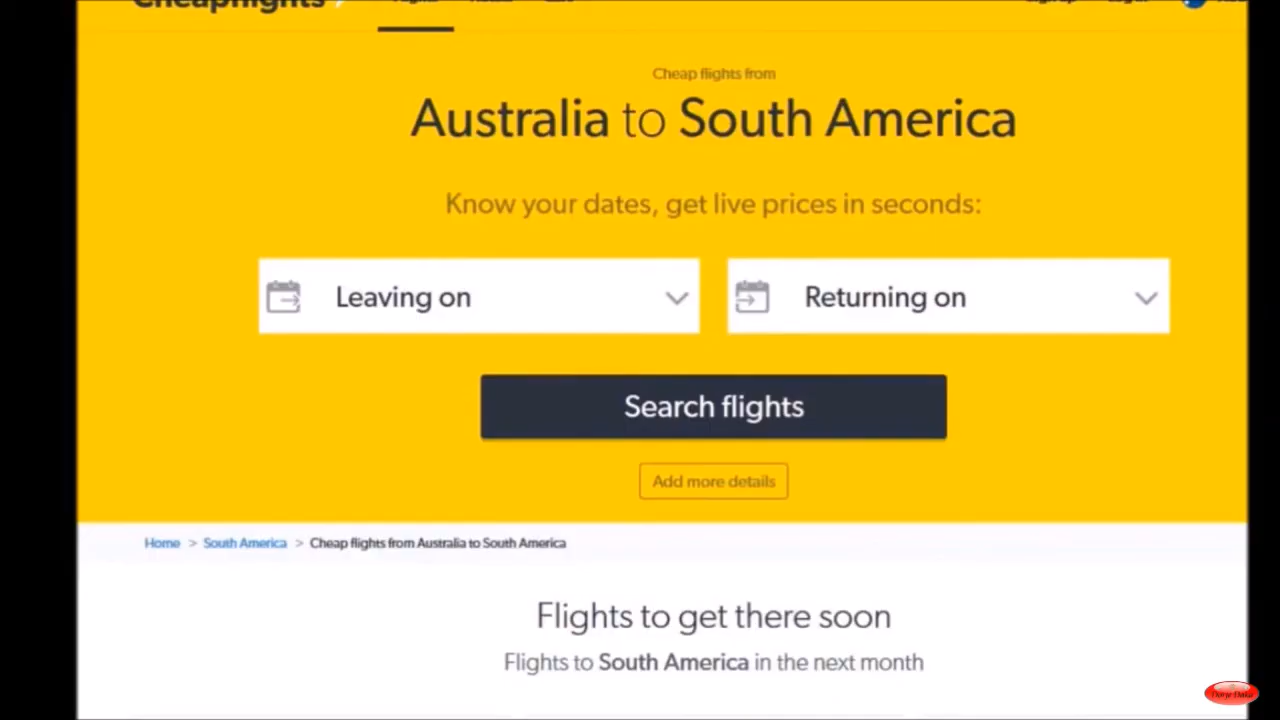 Cheapflights
Cheap flights from
Australia to South America
Know your dates, get live prices in seconds:
Leaving on
Returning on
Search flights
Add more details
Home > South America > Cheap flights from Australia to South America
Flights to get there soon
Flights to South America in the next month